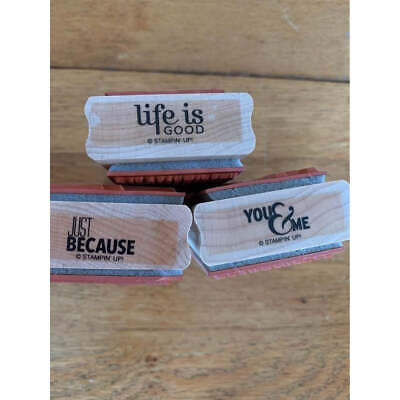 life is
GOOD
© STAMPIN' UP!
JUST
BECAUSE
© STAMPIN' UP!
YOU & ME
© STAMPIN' UP!